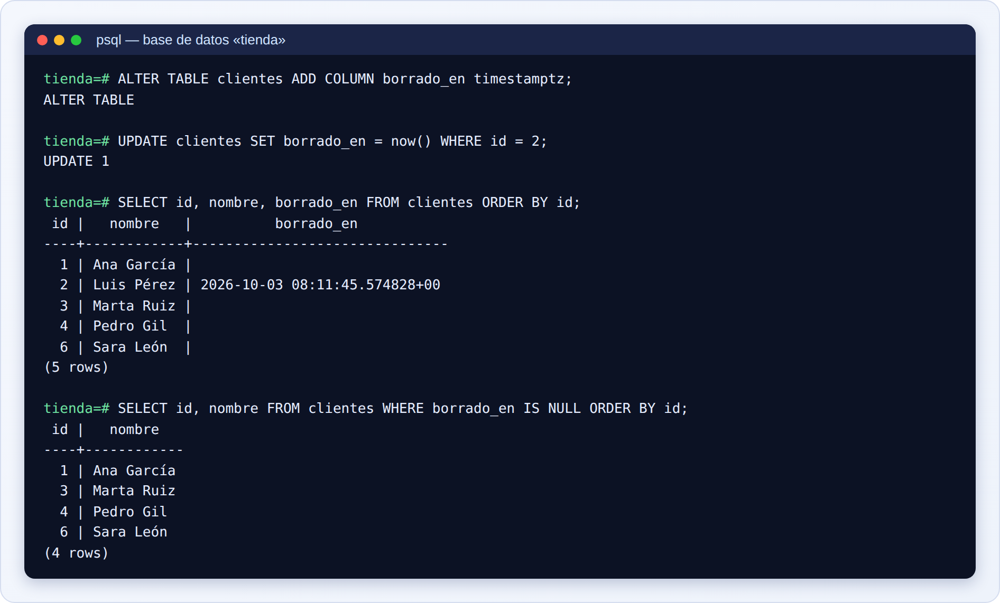 psql — base de datos «tienda»
tienda=# ALTER TABLE clientes ADD COLUMN borrado_en timestamptz;
ALTER TABLE
tienda=# UPDATE clientes SET borrado_en = now() WHERE id = 2;
UPDATE 1
tienda=# SELECT id, nombre, borrado_en FROM clientes ORDER BY id;
 id |   nombre   |          borrado_en
----+------------+-------------------------------
  1 | Ana García |
  2 | Luis Pérez | 2026-10-03 08:11:45.574828+00
  3 | Marta Ruiz |
  4 | Pedro Gil  |
  6 | Sara León  |
(5 rows)
tienda=# SELECT id, nombre FROM clientes WHERE borrado_en IS NULL ORDER BY id;
 id |   nombre
----+------------
  1 | Ana García
  3 | Marta Ruiz
  4 | Pedro Gil
  6 | Sara León
(4 rows)